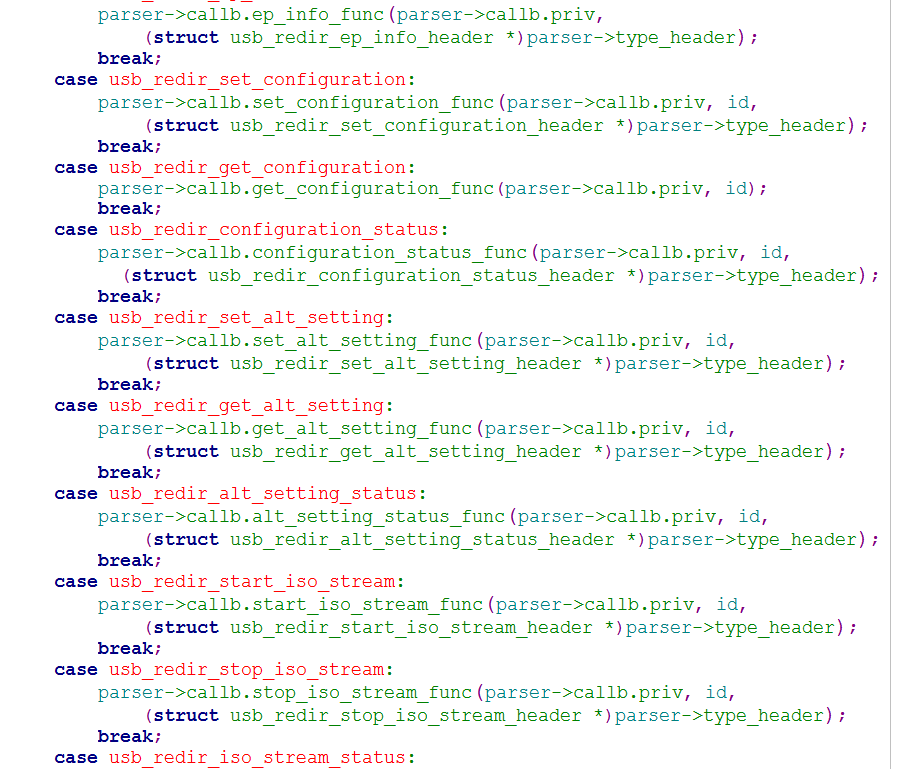 parser->callb.ep_info_func(parser->callb.priv,
(struct usb_redir_ep_info_header *)parser->type_header);
break;
case usb_redir_set_configuration:
parser->callb.set_configuration_func(parser->callb.priv, id,
(struct usb_redir_set_configuration_header *)parser->type_header);
break;
case usb_redir_get_configuration:
parser->callb.get_configuration_func(parser->callb.priv, id);
break;
case usb_redir_configuration_status:
parser->callb.configuration_status_func(parser->callb.priv, id,
(struct usb_redir_configuration_status_header *)parser->type_header);
break;
case usb_redir_set_alt_setting:
parser->callb.set_alt_setting_func(parser->callb.priv, id,
(struct usb_redir_set_alt_setting_header *)parser->type_header);
break;
case usb_redir_get_alt_setting:
parser->callb.get_alt_setting_func(parser->callb.priv, id,
(struct usb_redir_get_alt_setting_header *)parser->type_header);
break;
case usb_redir_alt_setting_status:
parser->callb.alt_setting_status_func(parser->callb.priv, id,
(struct usb_redir_alt_setting_status_header *)parser->type_header);
break;
case usb_redir_start_iso_stream:
parser->callb.start_iso_stream_func(parser->callb.priv, id,
(struct usb_redir_start_iso_stream_header *)parser->type_header);
break;
case usb_redir_stop_iso_stream:
parser->callb.stop_iso_stream_func(parser->callb.priv, id,
(struct usb_redir_stop_iso_stream_header *)parser->type_header);
break;
case usb_redir_iso_stream_status: